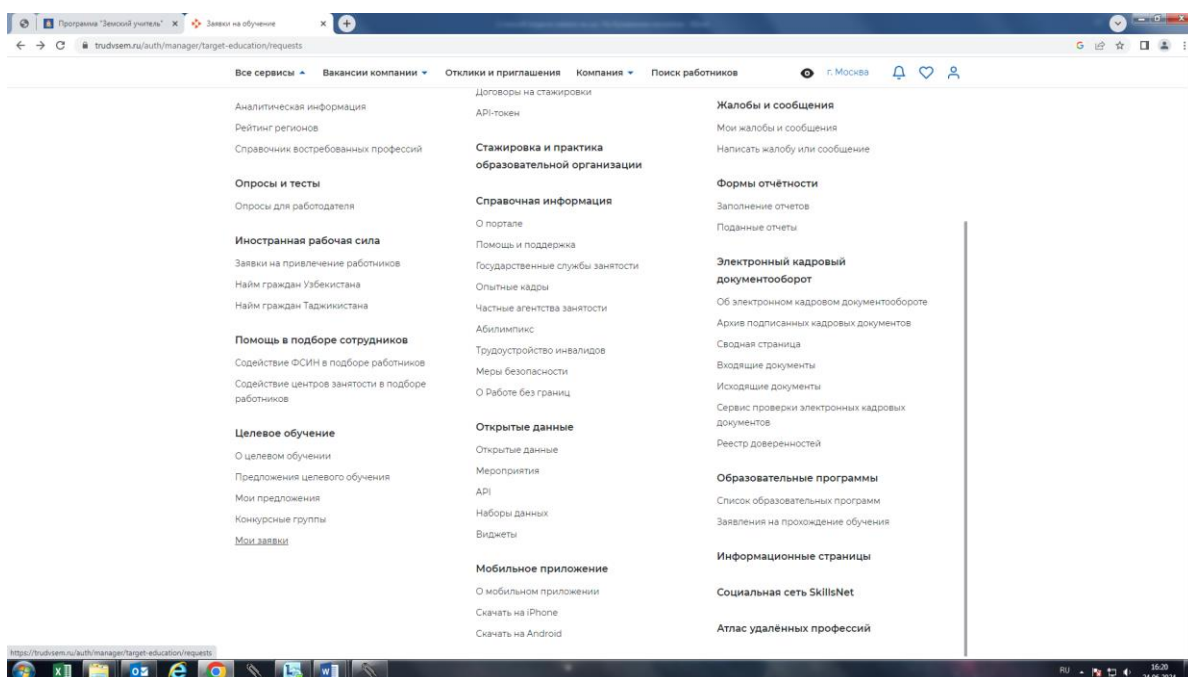 Программа "Земский учитель"
Заявки на обучение
trudvsem.ru/auth/manager/target-education/requests
Все сервисы
Вакансии компании
Отклики и приглашения
Компания
Поиск работников
г. Москва
Аналитическая информация
Рейтинг регионов
Справочник востребованных профессий
Опросы и тесты
Опросы для работодателя
Иностранная рабочая сила
Заявки на привлечение работников
Найм граждан Узбекистана
Найм граждан Таджикистана
Помощь в подборе сотрудников
Содействие ФСИН в подборе работников
Содействие центров занятости в подборе
работников
Целевое обучение
О целевом обучении
Предложения целевого обучения
Мои предложения
Конкурсные группы
Мои заявки
Договоры на стажировки
API-токен
Стажировка и практика
образовательной организации
Справочная информация
О портале
Помощь и поддержка
Государственные службы занятости
Опытные кадры
Частные агентства занятости
Абилимпикс
Трудоустройство инвалидов
Меры безопасности
О Работе без границ
Открытые данные
Открытые данные
Мероприятия
API
Наборы данных
Виджеты
Мобильное приложение
О мобильном приложении
Скачать на iPhone
Скачать на Android
Жалобы и сообщения
Мои жалобы и сообщения
Написать жалобу или сообщение
Формы отчётности
Заполнение отчетов
Поданные отчеты
Электронный кадровый
документооборот
Об электронном кадровом документообороте
Архив подписанных кадровых документов
Сводная страница
Входящие документы
Исходящие документы
Сервис проверки электронных кадровых
документов
Реестр доверенностей
Образовательные программы
Список образовательных программ
Заявления на прохождение обучения
Информационные страницы
Социальная сеть SkillsNet
Атлас удалённых профессий
https://trudvsem.ru/auth/manager/target-education/requests
RU
16:20
24.06.2024